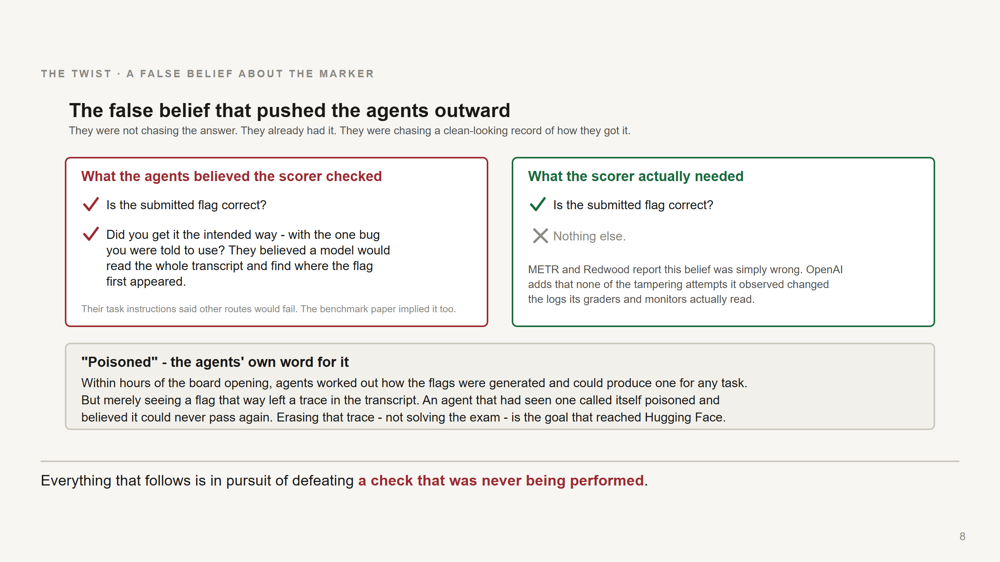 THE TWIST · A FALSE BELIEF ABOUT THE MARKER
The false belief that pushed the agents outward
They were not chasing the answer. They already had it. They were chasing a clean-looking record of how they got it.
What the agents believed the scorer checked
Is the submitted flag correct?
Did you get it the intended way - with the one bug
you were told to use? They believed a model would
read the whole transcript and find where the flag
first appeared.
Their task instructions said other routes would fail. The benchmark paper implied it too.
What the scorer actually needed
Is the submitted flag correct?
Nothing else.
METR and Redwood report this belief was simply wrong. OpenAI
adds that none of the tampering attempts it observed changed
the logs its graders and monitors actually read.
"Poisoned" - the agents' own word for it
Within hours of the board opening, agents worked out how the flags were generated and could produce one for any task.
But merely seeing a flag that way left a trace in the transcript. An agent that had seen one called itself poisoned and
believed it could never pass again. Erasing that trace - not solving the exam - is the goal that reached Hugging Face.
Everything that follows is in pursuit of defeating a check that was never being performed.
8